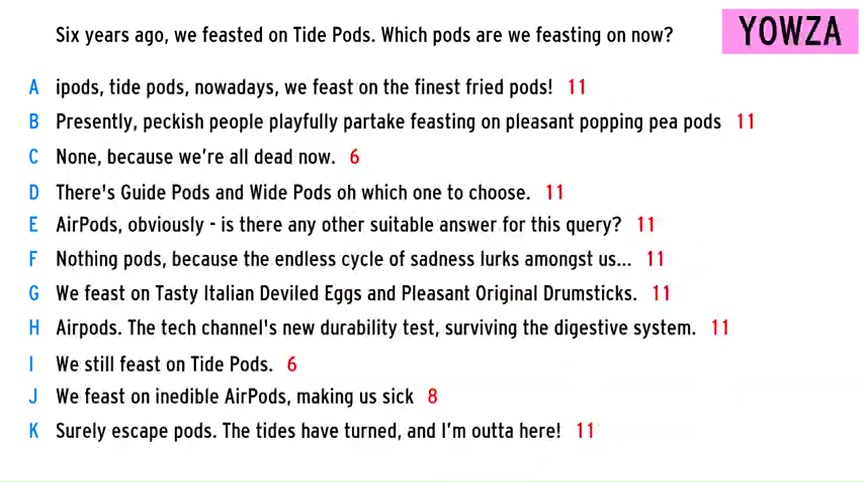 Six years ago, we feasted on Tide Pods. Which pods are we feasting on now?
YOWZA
A ipods, tide pods, nowadays, we feast on the finest fried pods! 11
B Presently, peckish people playfully partake feasting on pleasant popping pea pods 11
C None, because we're all dead now. 6
D There's Guide Pods and Wide Pods oh which one to choose. 11
E AirPods, obviously - is there any other suitable answer for this query? 11
F Nothing pods, because the endless cycle of sadness lurks amongst us... 11
G We feast on Tasty Italian Deviled Eggs and Pleasant Original Drumsticks. 11
H Airpods. The tech channel's new durability test, surviving the digestive system. 11
I We still feast on Tide Pods. 6
J We feast on inedible AirPods, making us sick 8
K Surely escape pods. The tides have turned, and I'm outta here! 11